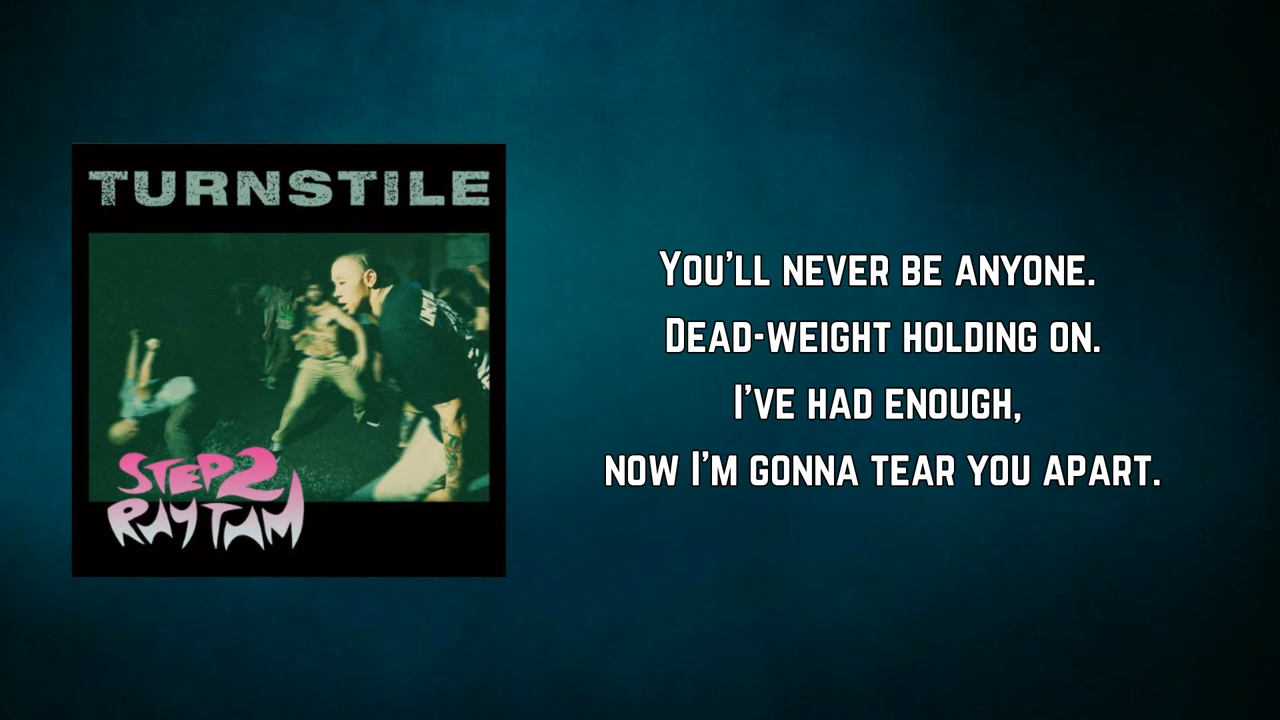 TURNSTILE
STEP 2
RHYTHM
YOU'LL NEVER BE ANYONE.
DEAD-WEIGHT HOLDING ON.
I'VE HAD ENOUGH,
NOW I'M GONNA TEAR YOU APART.